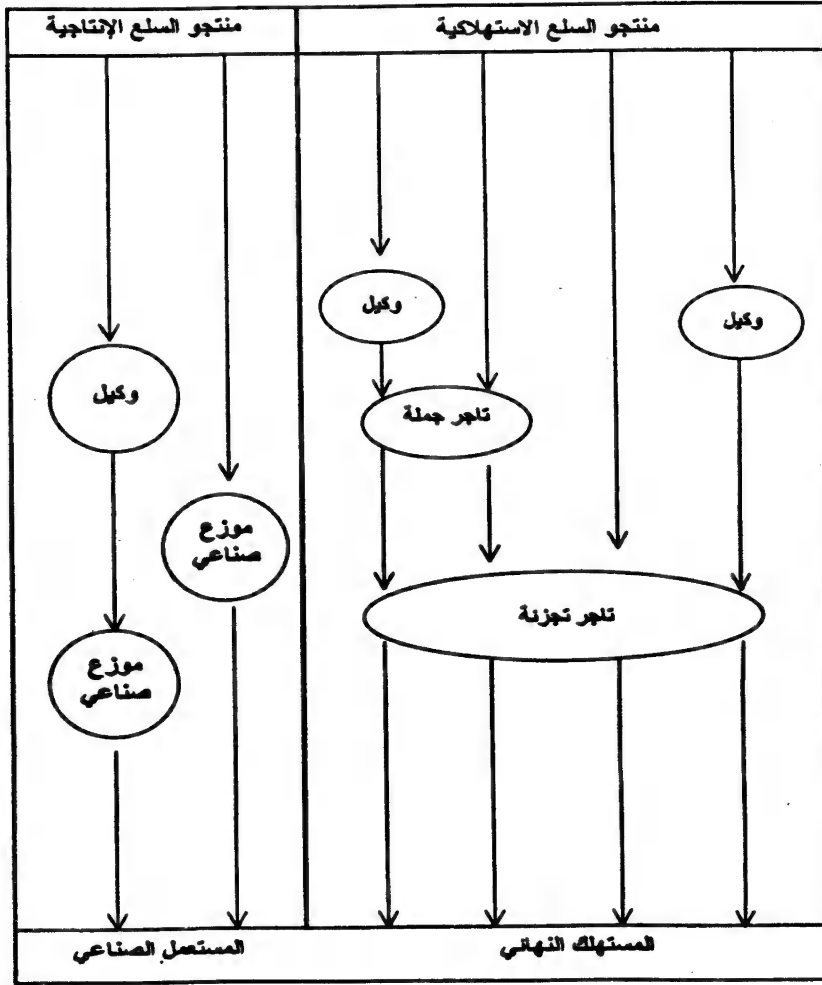 منتجو السلع الاستهلاكية
منتجو السلع الإنتاجية
وكيل
وكيل
وكيل
تاجر جملة
موزع
صناعي
تاجر تجزئة
موزع
صناعي
المستهلك النهائي
المستعمل الصناعي